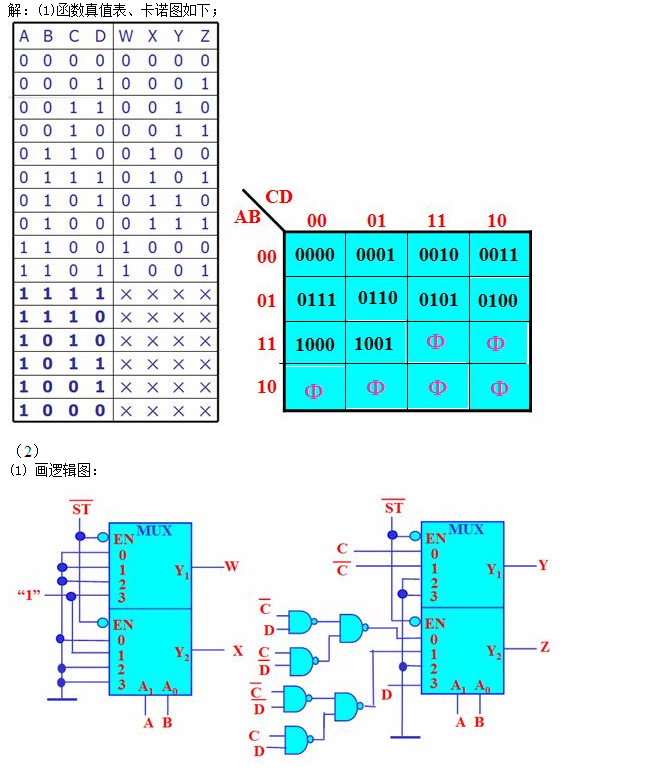 解：(1)函数真值表、卡诺图如下；
A B C D W X Y Z
0 0 0 0 0 0 0 0
0 0 0 1 0 0 0 1
0 0 1 1 0 0 1 0
0 0 1 0 0 0 1 1
0 1 1 0 0 1 0 0
0 1 1 1 0 1 0 1
0 1 0 1 0 1 1 0
0 1 0 0 0 1 1 1
1 1 0 0 1 0 0 0
1 1 0 1 1 0 0 1
1 1 1 1 × × × ×
1 1 1 0 × × × ×
1 0 1 0 × × × ×
1 0 1 1 × × × ×
1 0 0 1 × × × ×
1 0 0 0 × × × ×
CD
AB 00 01 11 10
00 0000 0001 0010 0011
01 0111 0110 0101 0100
11 1000 1001 Φ Φ
10 Φ Φ Φ Φ
（2）
(1) 画逻辑图：
S̅T̅
MUX
EN
0
1 Y₁ W
2
“1” 3
EN
0
1 Y₂ X
2
3 A₁ A₀
A B
S̅T̅
MUX
EN
C 0
C̅ 1 Y₁ Y
2
3
C̅ EN
D 0
C 1 Y₂ Z
D̅ 2
C̅ D 3 A₁ A₀
D̅
A B
C
D